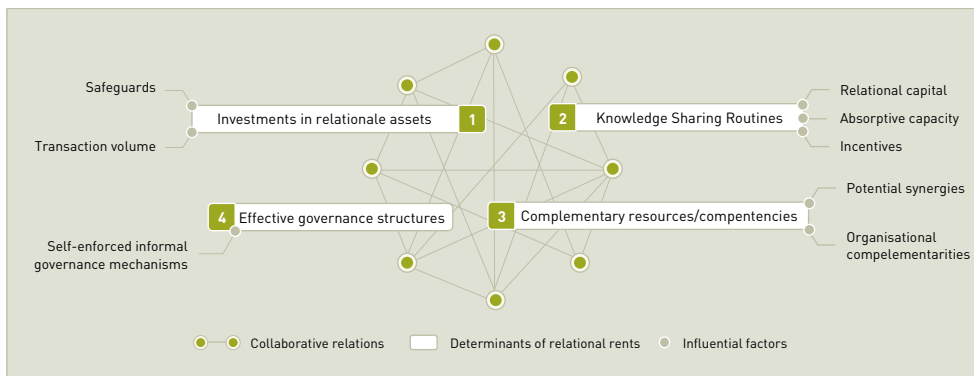 Safeguards
Transaction volume
Investments in relationale assets 1
2 Knowledge Sharing Routines
Relational capital
Absorptive capacity
Incentives
4 Effective governance structures
Self-enforced informal
governance mechanisms
3 Complementary resources/compentencies
Potential synergies
Organisational
compelementarities
Collaborative relations
Determinants of relational rents
Influential factors